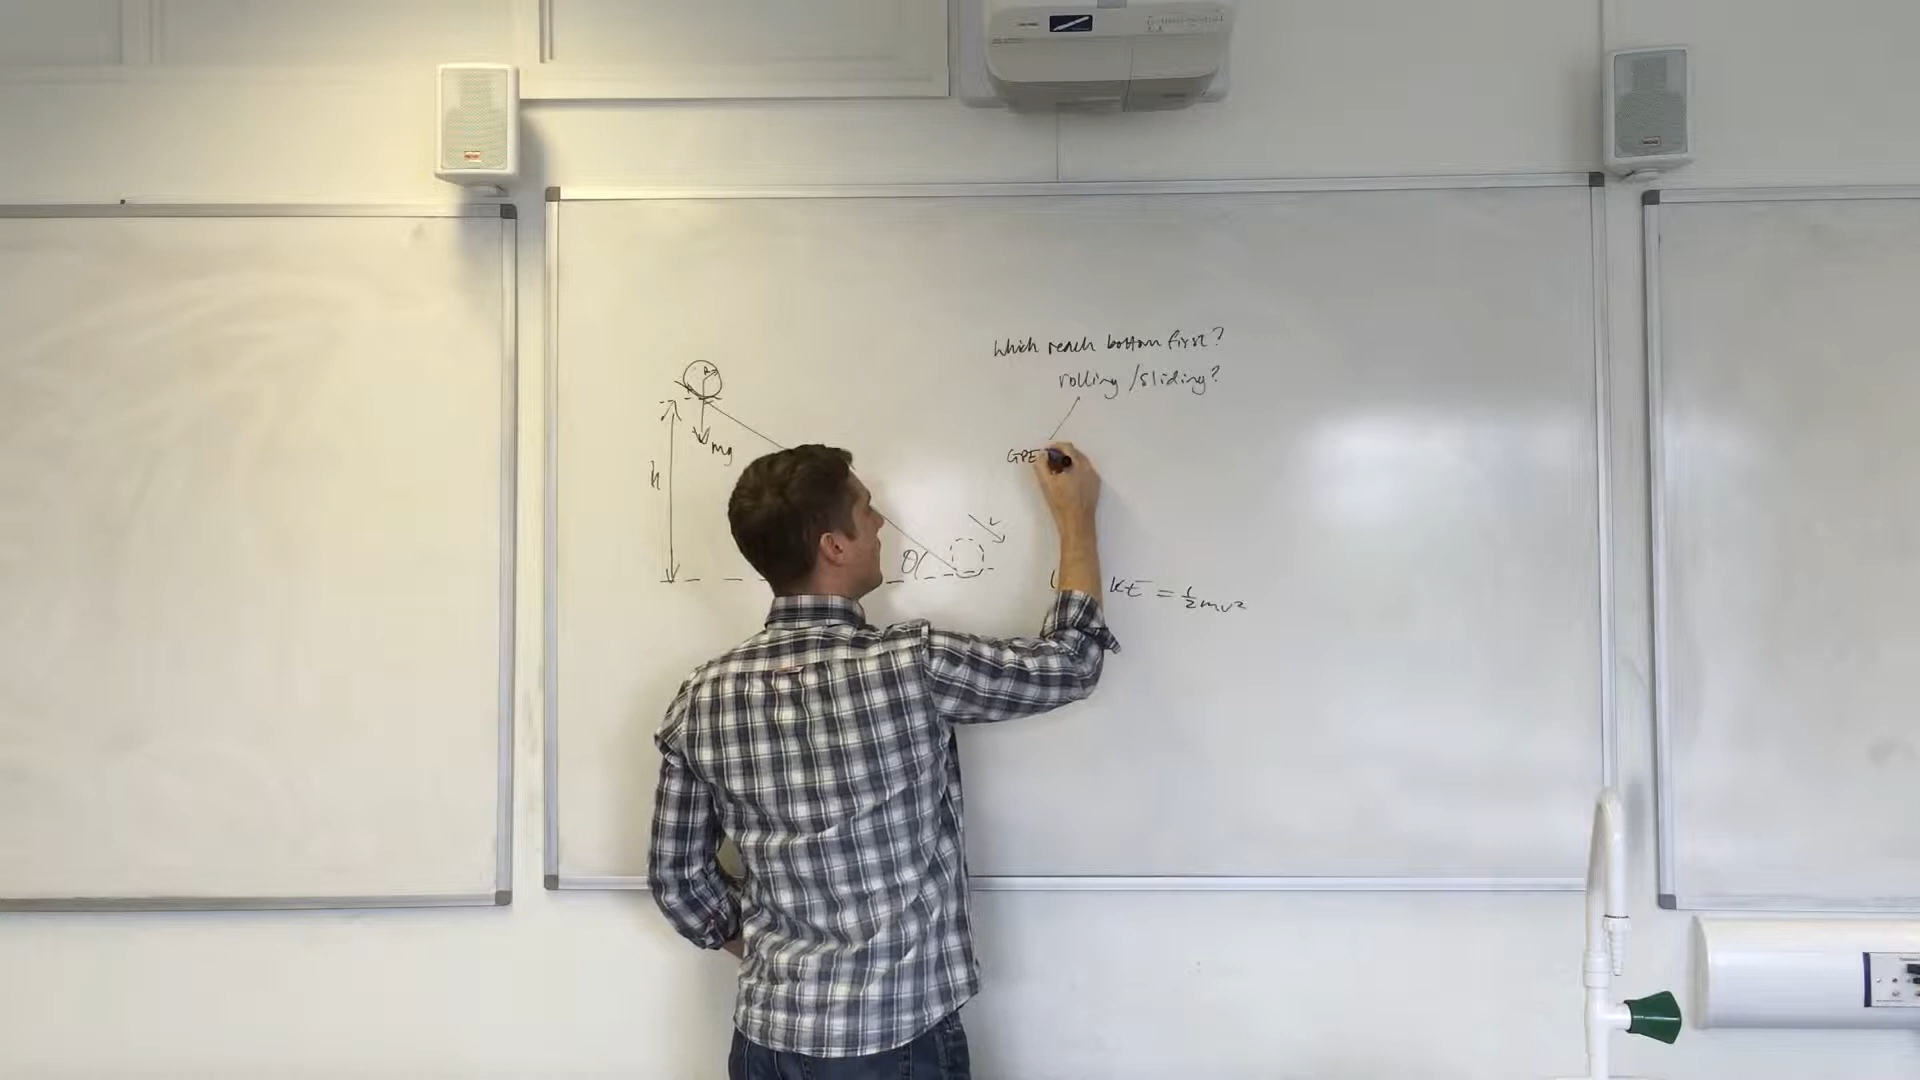 Which reach bottom first?
rolling / sliding?
R
mg
h
GPE
v
θ
KE = ½mv²